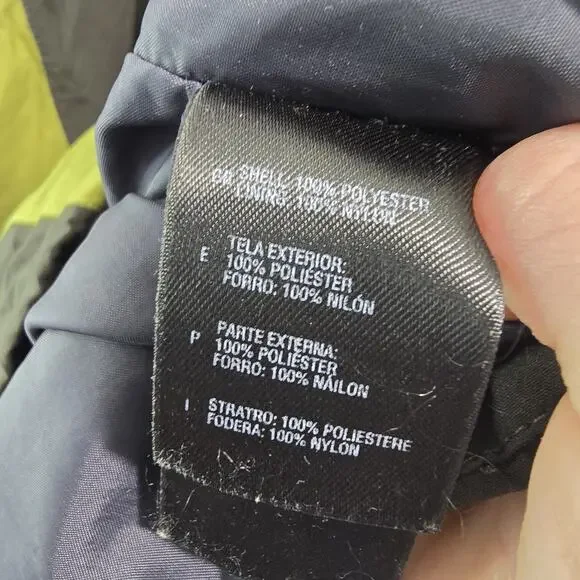 GB SHELL: 100% POLYESTER
LINING: 100% NYLON
E TELA EXTERIOR:
100% POLIÉSTER
FORRO: 100% NILÓN
P PARTE EXTERNA:
100% POLIÉSTER
FORRO: 100% NÁILON
I STRATRO: 100% POLIESTERE
FODERA: 100% NYLON